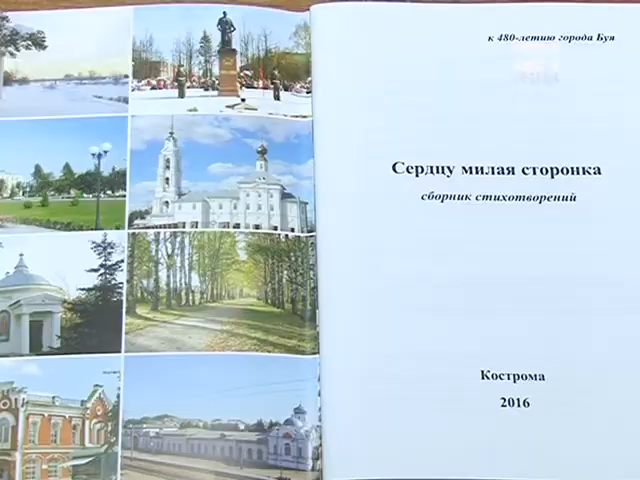 к 480-летию города Буя
Сердцу милая сторонка
сборник стихотворений
Кострома
2016